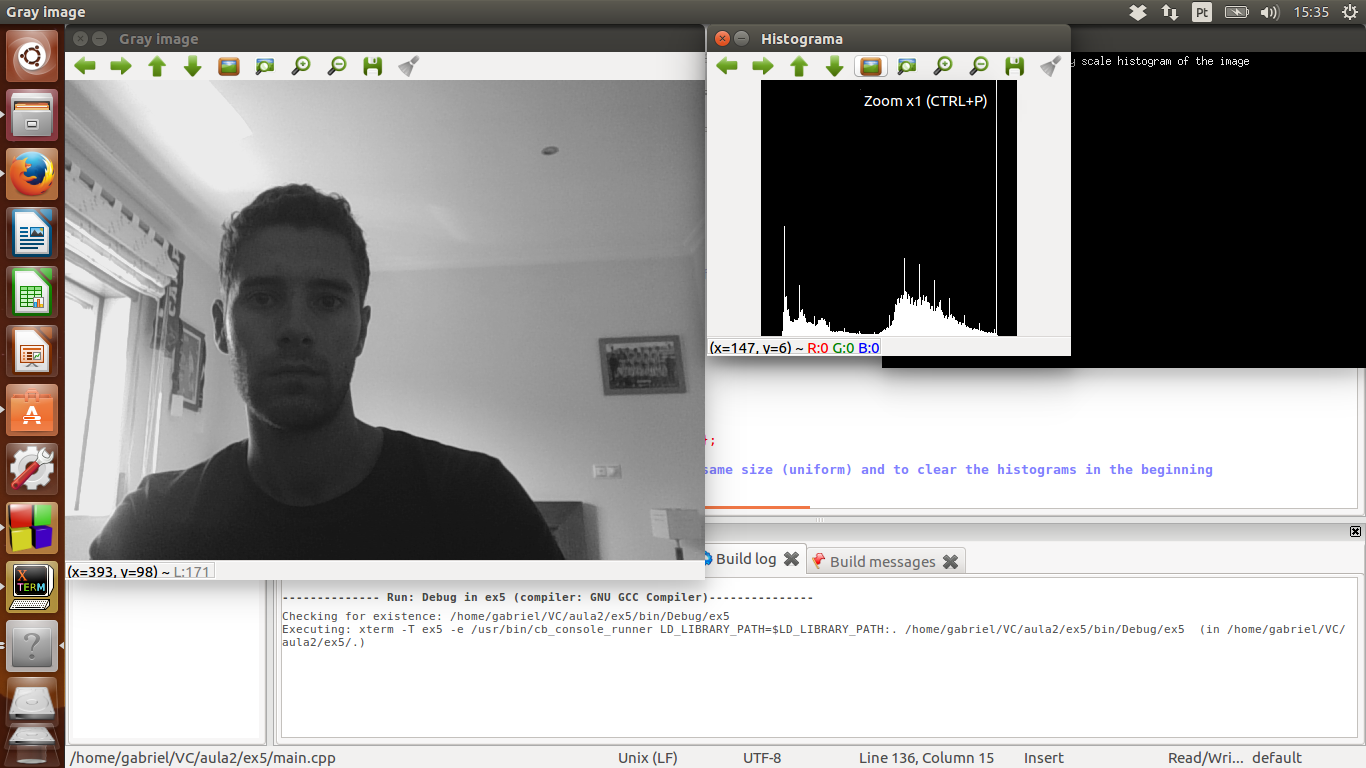 Gray image
Pt
15:35
Gray image
Histograma
y scale histogram of the image
Zoom x1 (CTRL+P)
(x=147, y=6) ~ R:0 G:0 B:0
;
same size (uniform) and to clear the histograms in the beginning
(x=393, y=98) ~ L:171
Build log
Build messages
-------------- Run: Debug in ex5 (compiler: GNU GCC Compiler)---------------
Checking for existence: /home/gabriel/VC/aula2/ex5/bin/Debug/ex5
Executing: xterm -T ex5 -e /usr/bin/cb_console_runner LD_LIBRARY_PATH=$LD_LIBRARY_PATH:. /home/gabriel/VC/aula2/ex5/bin/Debug/ex5  (in /home/gabriel/VC/
aula2/ex5/.)
X
TERM
?
/home/gabriel/VC/aula2/ex5/main.cpp
Unix (LF)
UTF-8
Line 136, Column 15
Insert
Read/Wri...
default